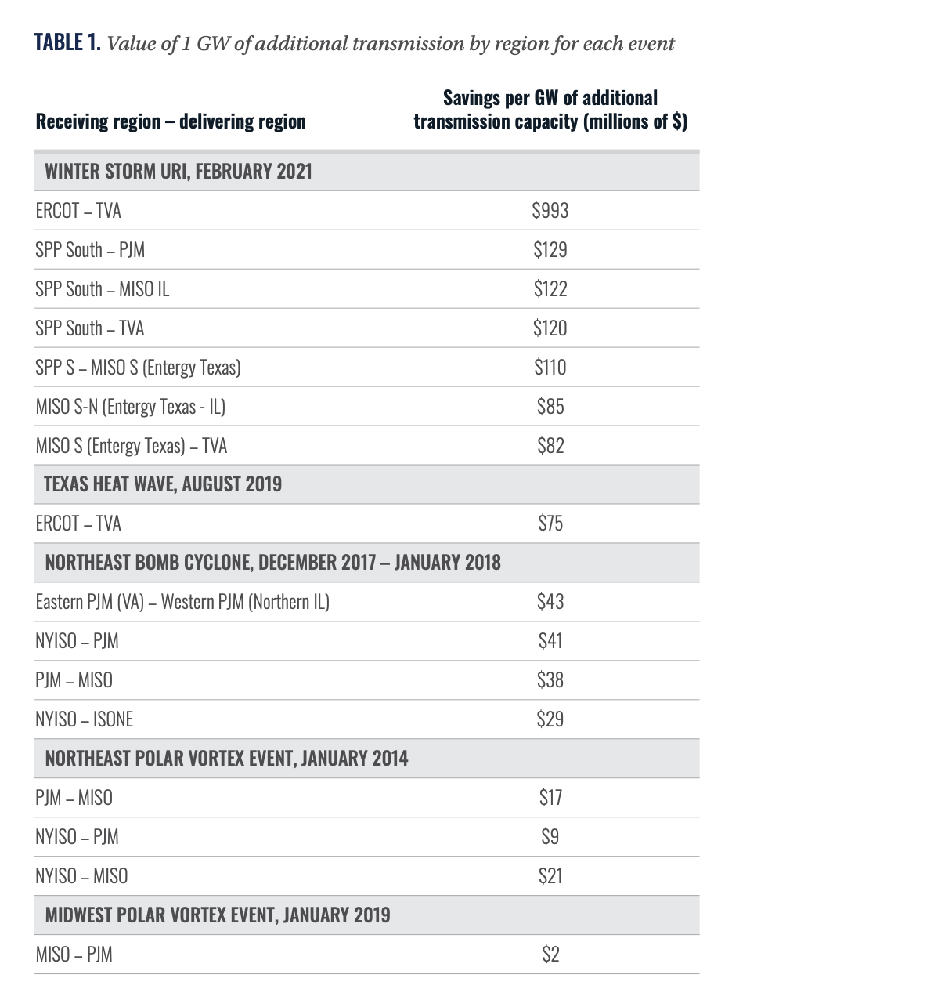 TABLE 1. Value of 1 GW of additional transmission by region for each event
Savings per GW of additional
Receiving region – delivering region transmission capacity (millions of $)
WINTER STORM URI, FEBRUARY 2021
ERCOT – TVA $993
SPP South – PJM $129
SPP South – MISO IL $122
SPP South – TVA $120
SPP S – MISO S (Entergy Texas) $110
MISO S-N (Entergy Texas - IL) $85
MISO S (Entergy Texas) – TVA $82
TEXAS HEAT WAVE, AUGUST 2019
ERCOT – TVA $75
NORTHEAST BOMB CYCLONE, DECEMBER 2017 – JANUARY 2018
Eastern PJM (VA) – Western PJM (Northern IL) $43
NYISO – PJM $41
PJM – MISO $38
NYISO – ISONE $29
NORTHEAST POLAR VORTEX EVENT, JANUARY 2014
PJM – MISO $17
NYISO – PJM $9
NYISO – MISO $21
MIDWEST POLAR VORTEX EVENT, JANUARY 2019
MISO – PJM $2